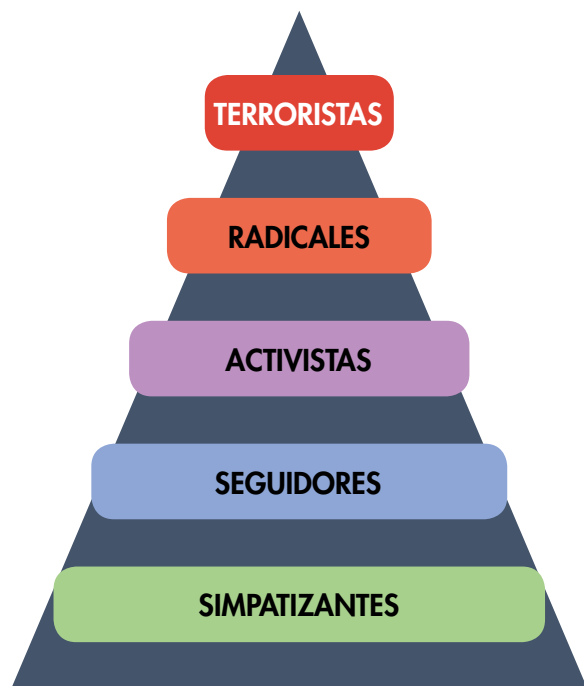 TERRORISTAS
RADICALES
ACTIVISTAS
SEGUIDORES
SIMPATIZANTES